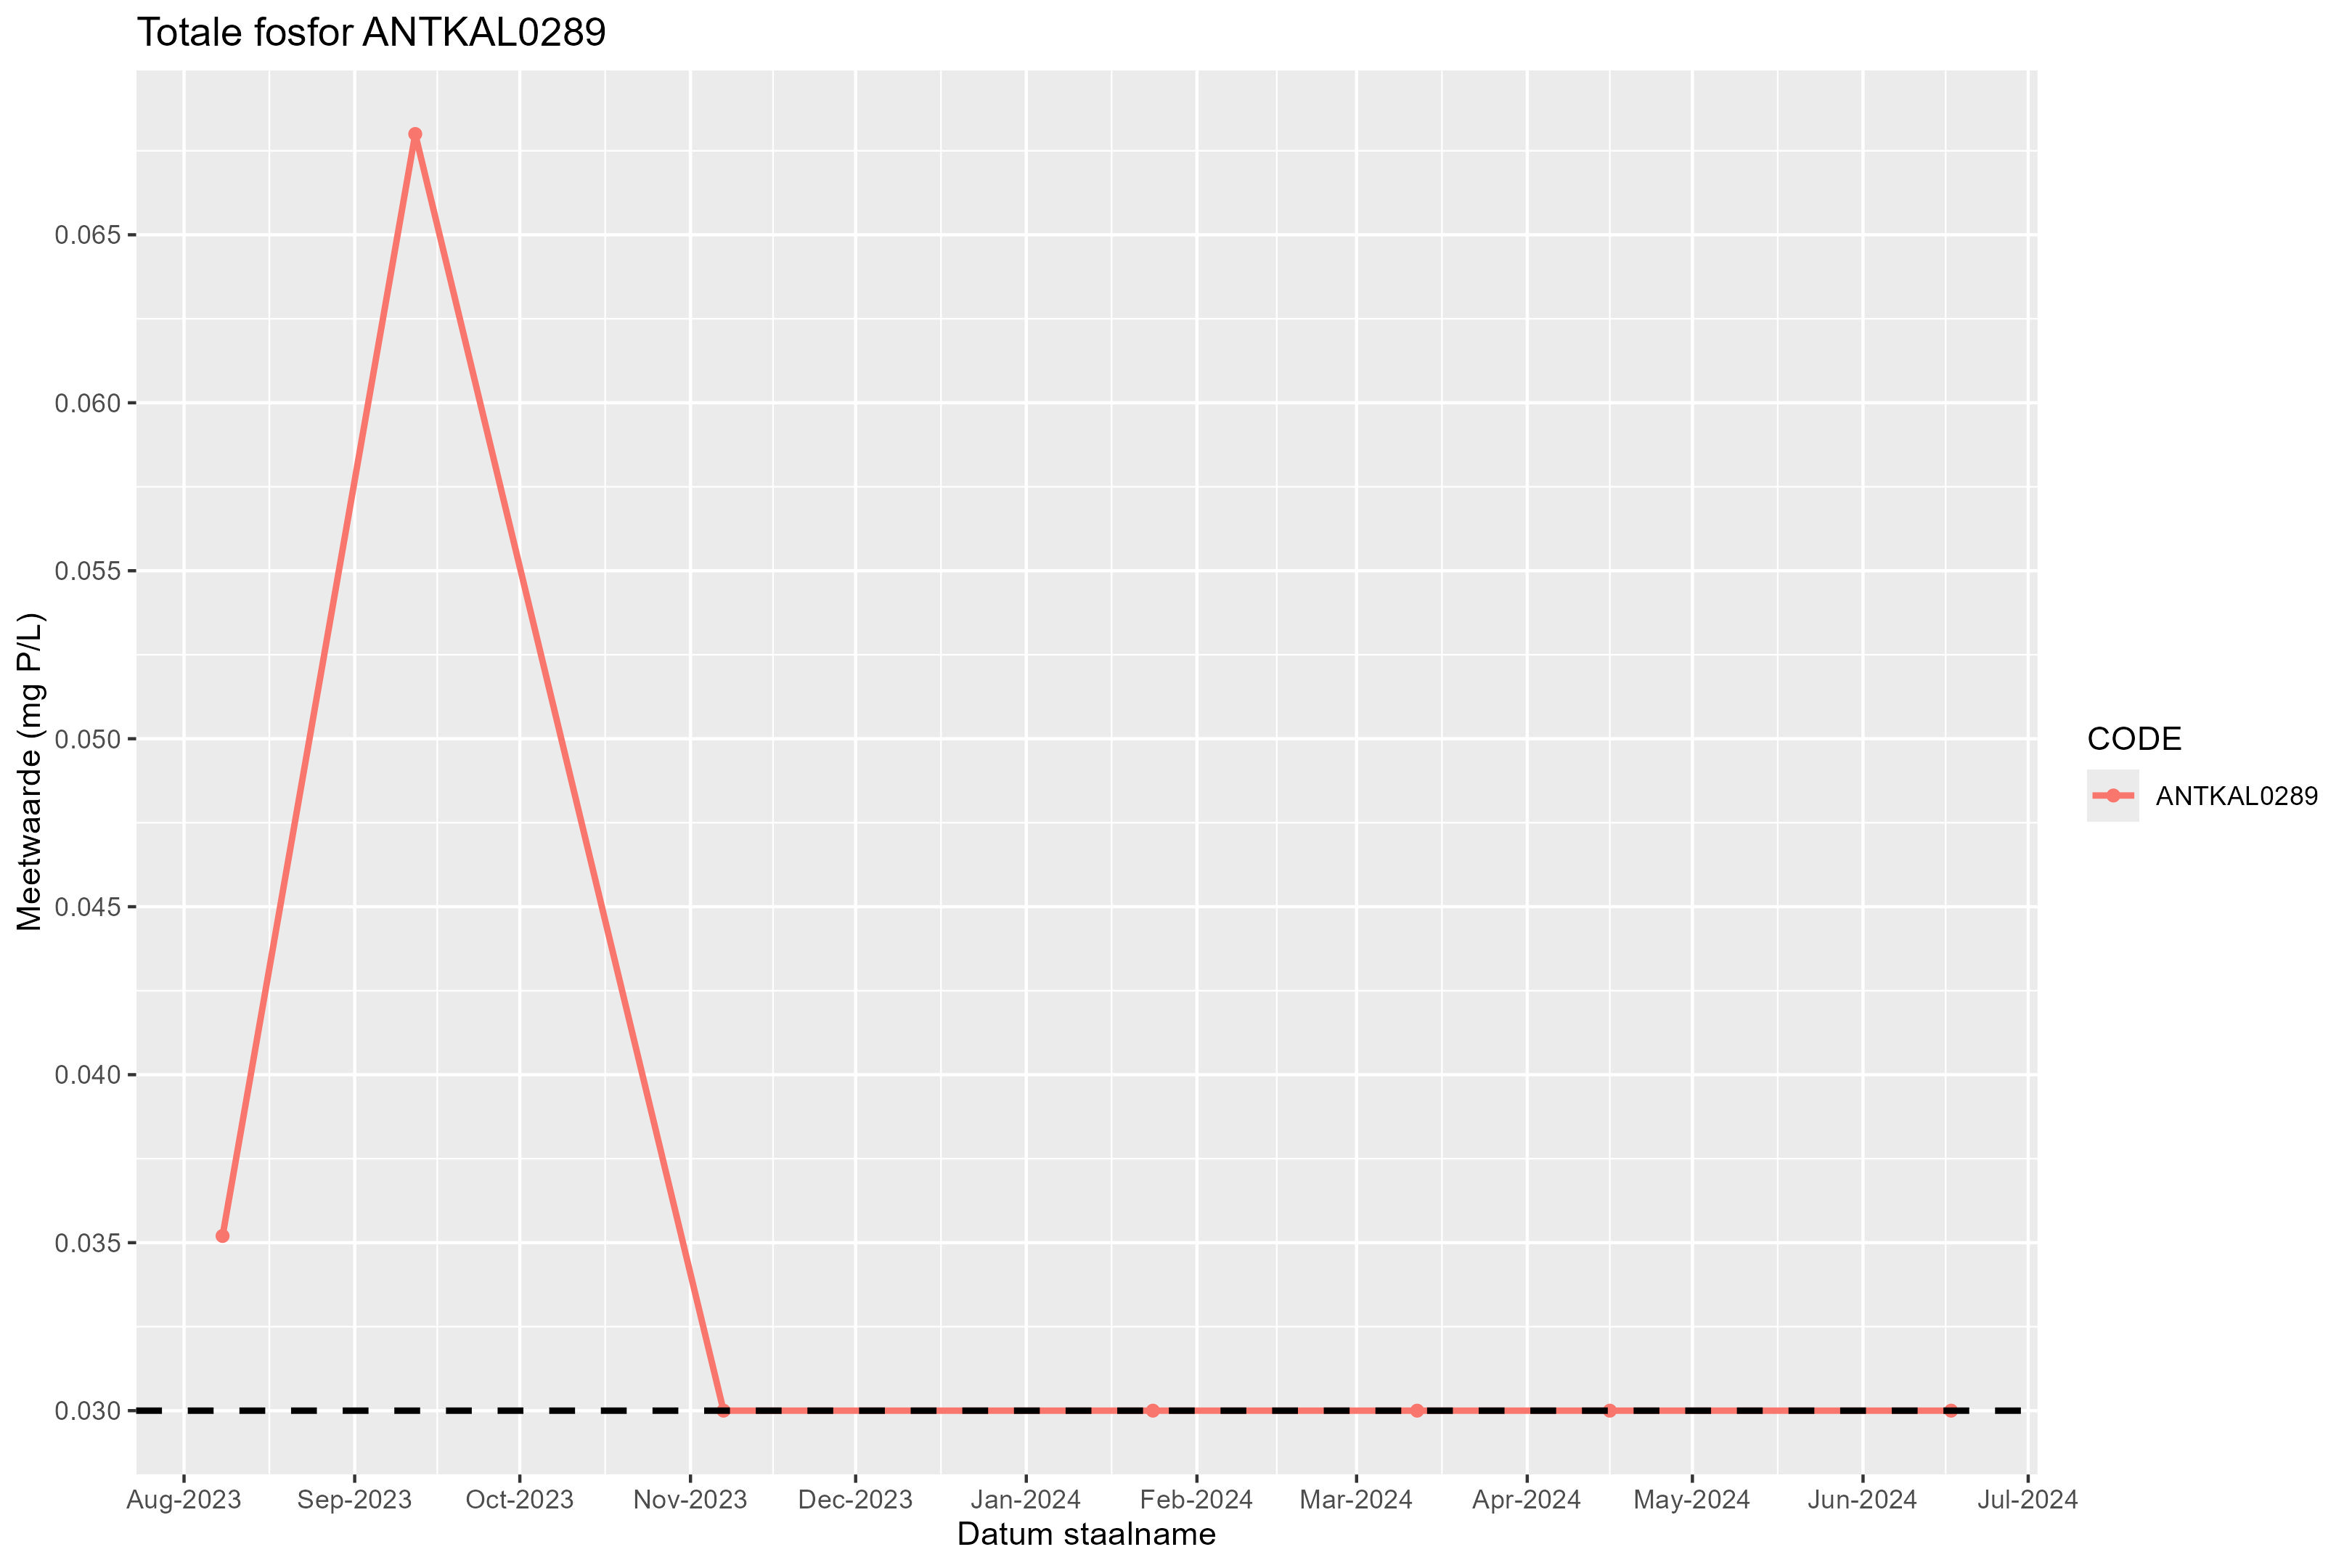 Totale fosfor ANTKAL0289
Meetwaarde (mg P/L)
0.065
0.060
0.055
0.050
0.045
0.040
0.035
0.030
Aug-2023 Sep-2023 Oct-2023 Nov-2023 Dec-2023 Jan-2024 Feb-2024 Mar-2024 Apr-2024 May-2024 Jun-2024 Jul-2024
Datum staalname
CODE
ANTKAL0289